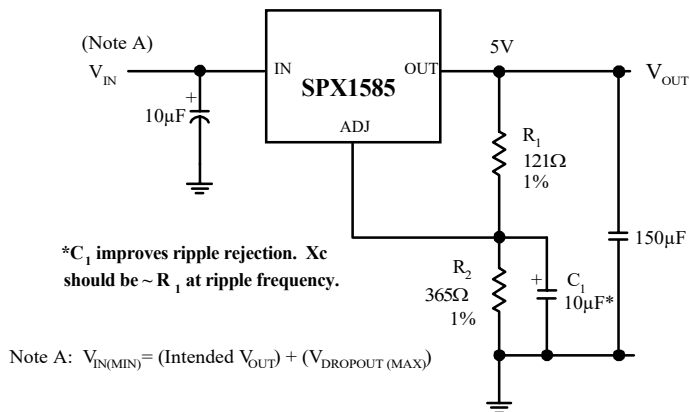 (Note A)
V_IN
IN
OUT
SPX1585
ADJ
5V
V_OUT
+
10µF
R_1
121Ω
1%
150µF
*C_1 improves ripple rejection. Xc
should be ~ R_1 at ripple frequency.
R_2
365Ω
1%
+
C_1
10µF*
Note A: V_IN(MIN)= (Intended V_OUT) + (V_DROPOUT (MAX))